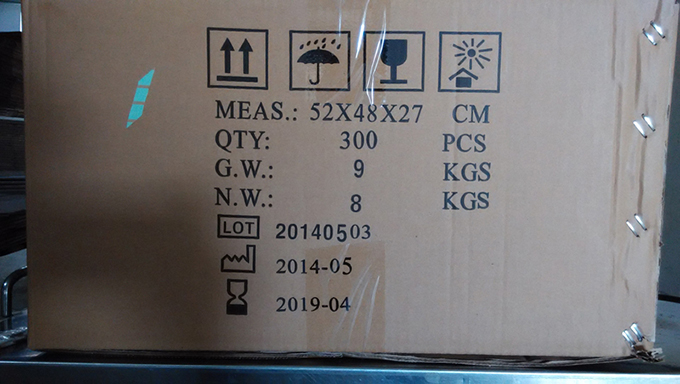 MEAS.: 52X48X27 CM
QTY: 300 PCS
G.W.: 9 KGS
N.W.: 8 KGS
LOT 20140503
2014-05
2019-04